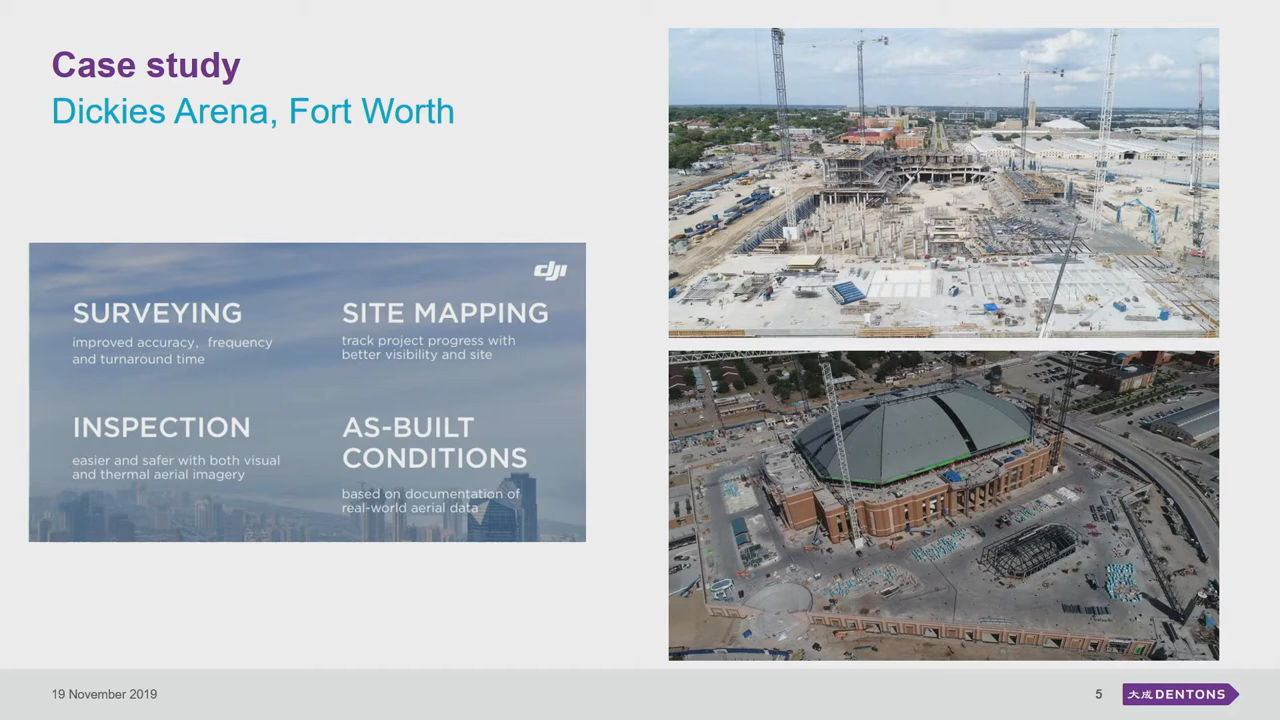 Case study
Dickies Arena, Fort Worth
dji
SURVEYING
improved accuracy, frequency
and turnaround time
SITE MAPPING
track project progress with
better visibility and site
INSPECTION
easier and safer with both visual
and thermal aerial imagery
AS-BUILT
CONDITIONS
based on documentation of
real-world aerial data
19 November 2019
5
大成 DENTONS